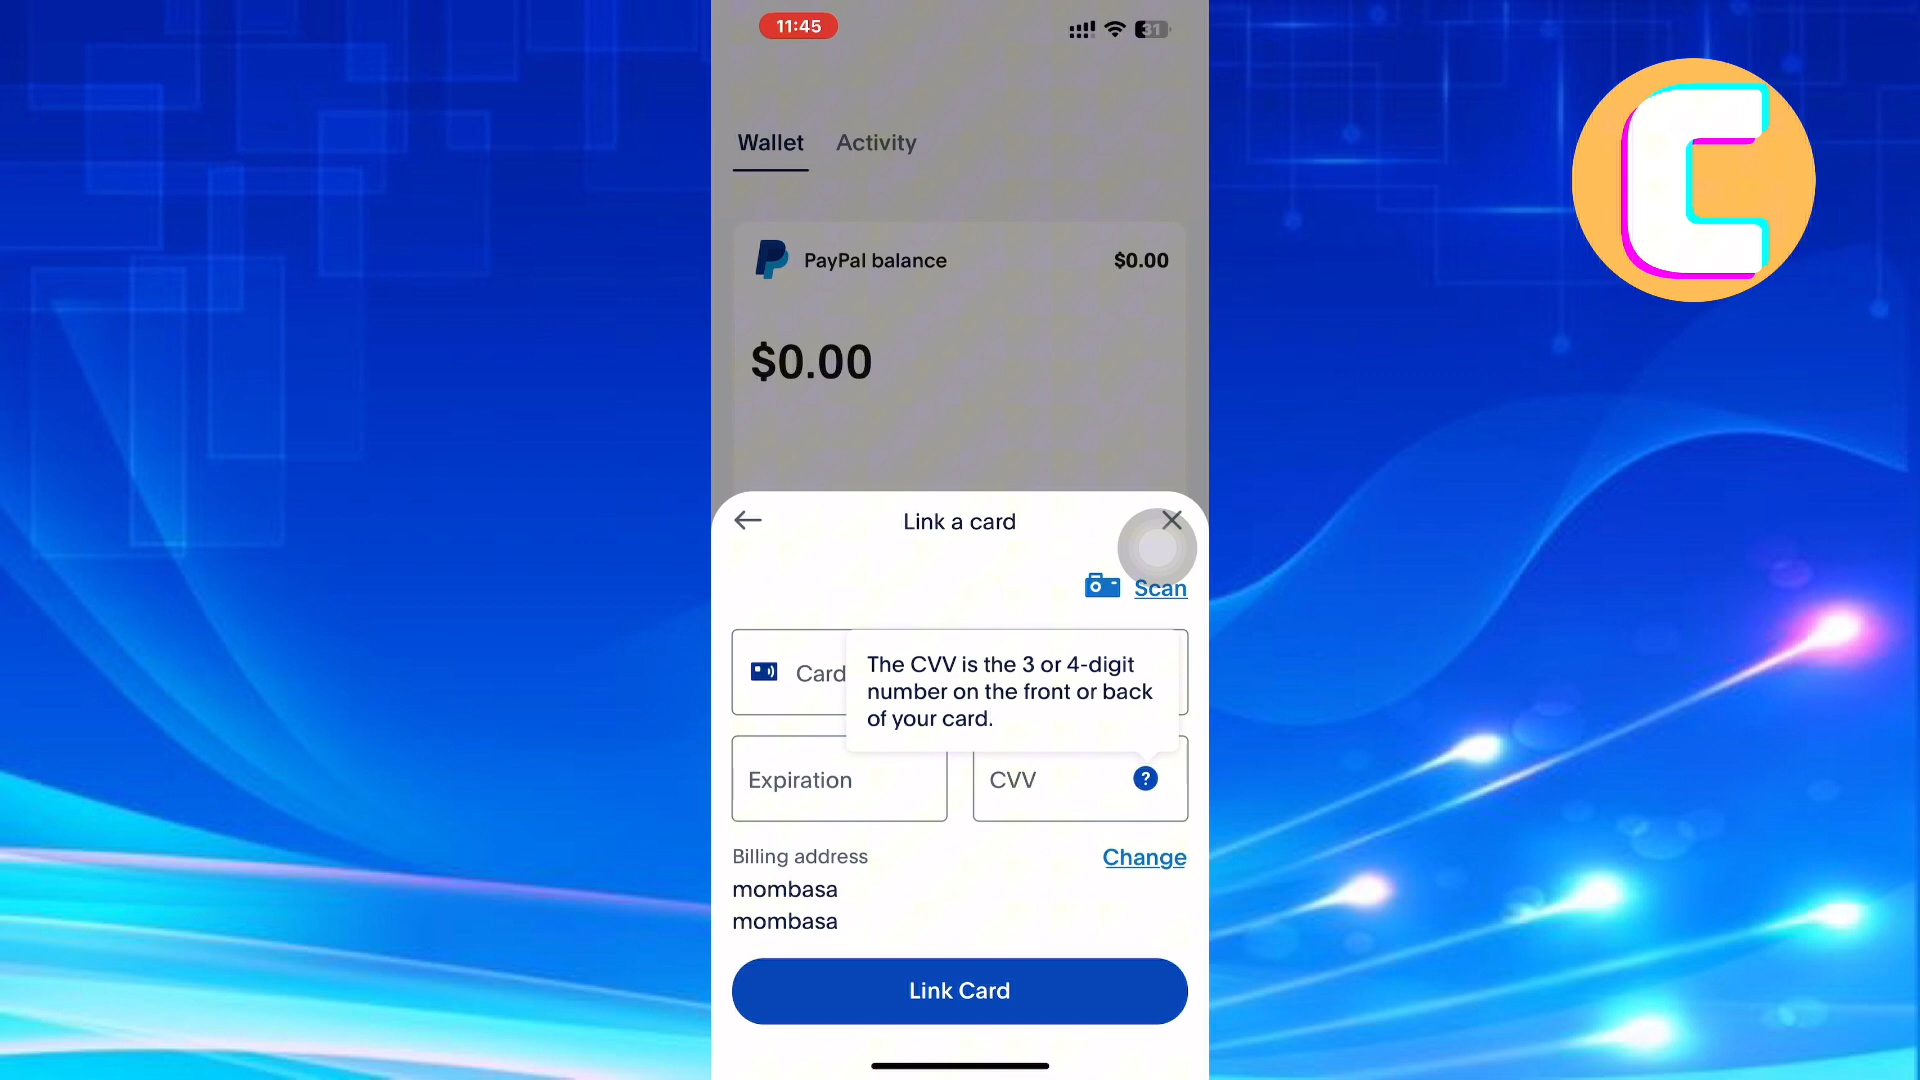 11:45
31
Wallet Activity
PayPal balance $0.00
$0.00
Link a card
Scan
Card
The CVV is the 3 or 4-digit
number on the front or back
of your card.
Expiration CVV ?
Billing address Change
mombasa
mombasa
Link Card
C